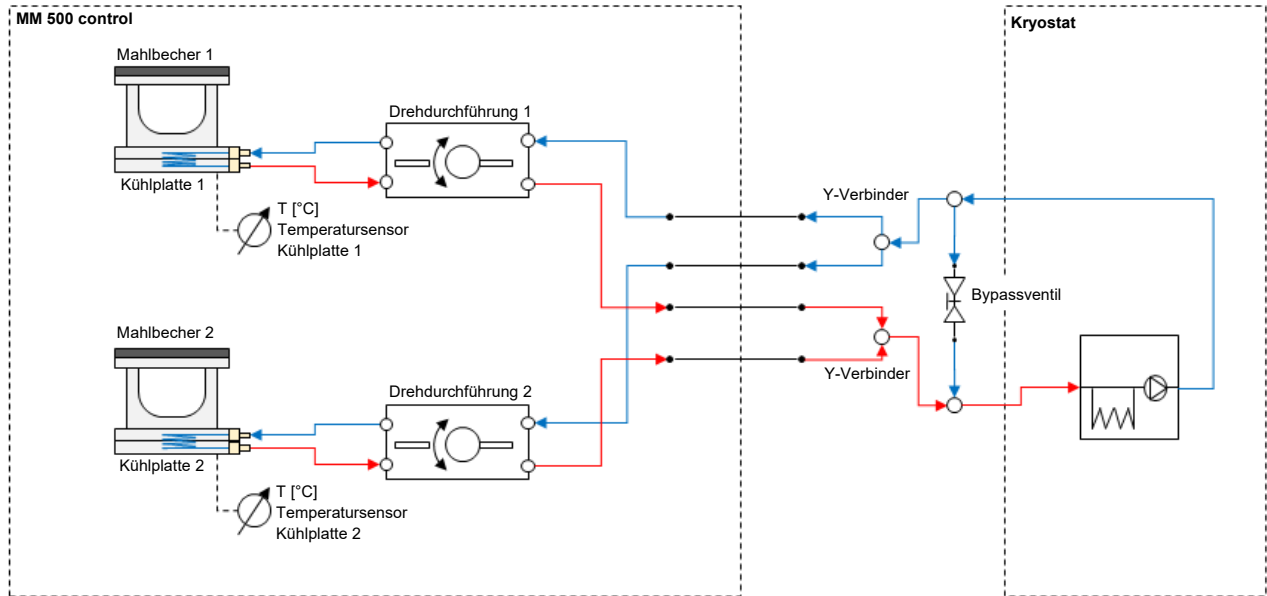 MM 500 control
Kryostat
Mahlbecher 1
Drehdurchführung 1
Kühlplatte 1
T [°C]
Temperatursensor
Kühlplatte 1
Y-Verbinder
Bypassventil
Mahlbecher 2
Y-Verbinder
Drehdurchführung 2
Kühlplatte 2
T [°C]
Temperatursensor
Kühlplatte 2